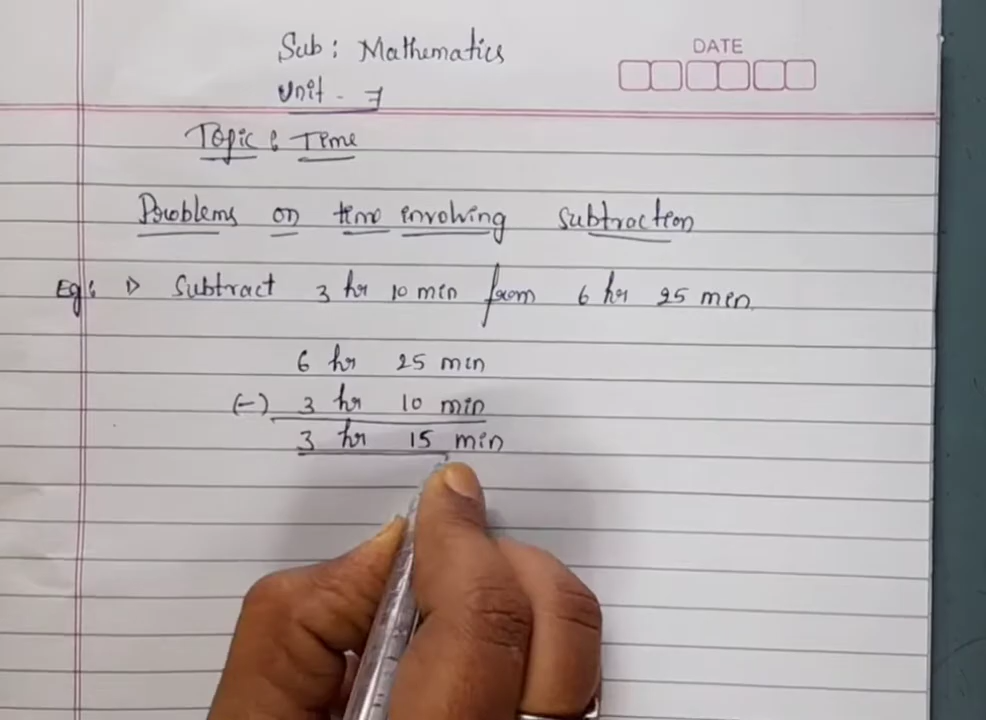 Sub: Mathematics
DATE
Unit - 7
Topic: Time
Problems on time involving subtraction
Eg: 1) Subtract 3 hr 10 min from 6 hr 25 min.
6 hr 25 min
(-) 3 hr 10 min
3 hr 15 min